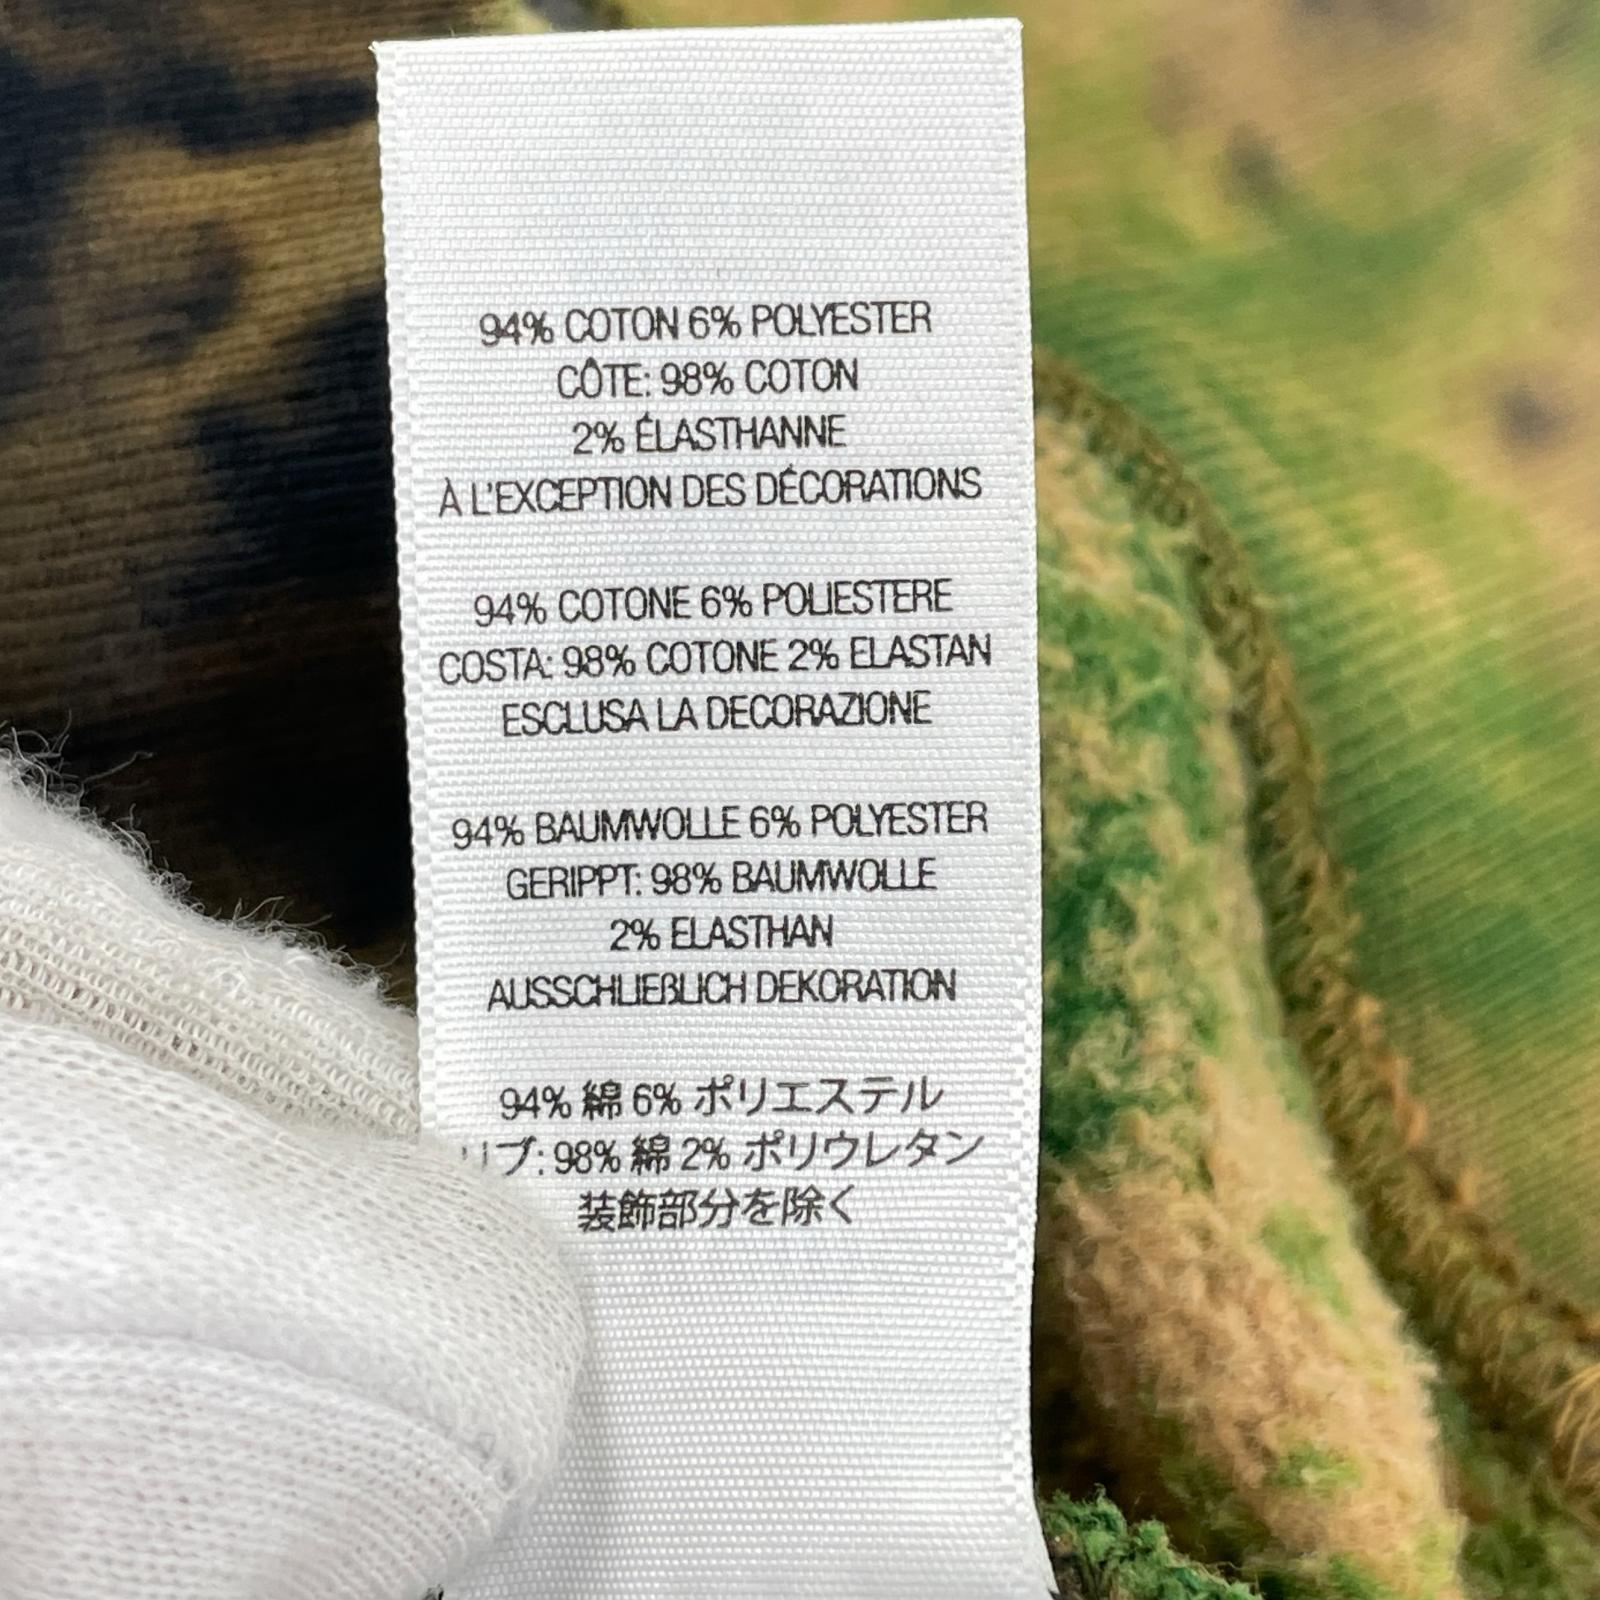 94% COTON 6% POLYESTER
CÔTE: 98% COTON
2% ÉLASTHANNE
À L'EXCEPTION DES DÉCORATIONS
94% COTONE 6% POLIESTERE
COSTA: 98% COTONE 2% ELASTAN
ESCLUSA LA DECORAZIONE
94% BAUMWOLLE 6% POLYESTER
GERIPPT: 98% BAUMWOLLE
2% ELASTHAN
AUSSCHLIEßLICH DEKORATION
94% 綿 6% ポリエステル
リブ: 98% 綿 2% ポリウレタン
装飾部分を除く